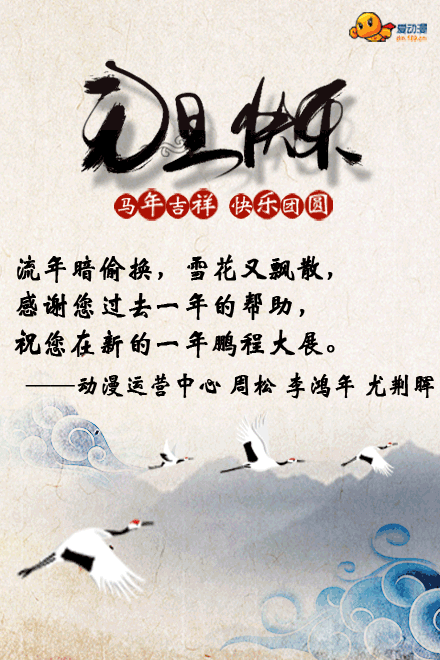 爱动漫
元旦快乐
马年吉祥 快乐团圆
流年暗偷换，雪花又飘散，
感谢您过去一年的帮助，
祝您在新的一年鹏程大展。
——动漫运营中心 周松 李鸿年 尤荆晖